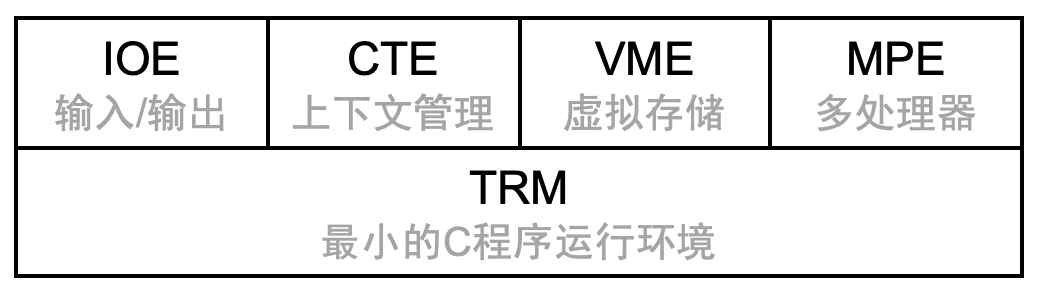 IOE
输入/输出
CTE
上下文管理
VME
虚拟存储
MPE
多处理器
TRM
最小的C程序运行环境